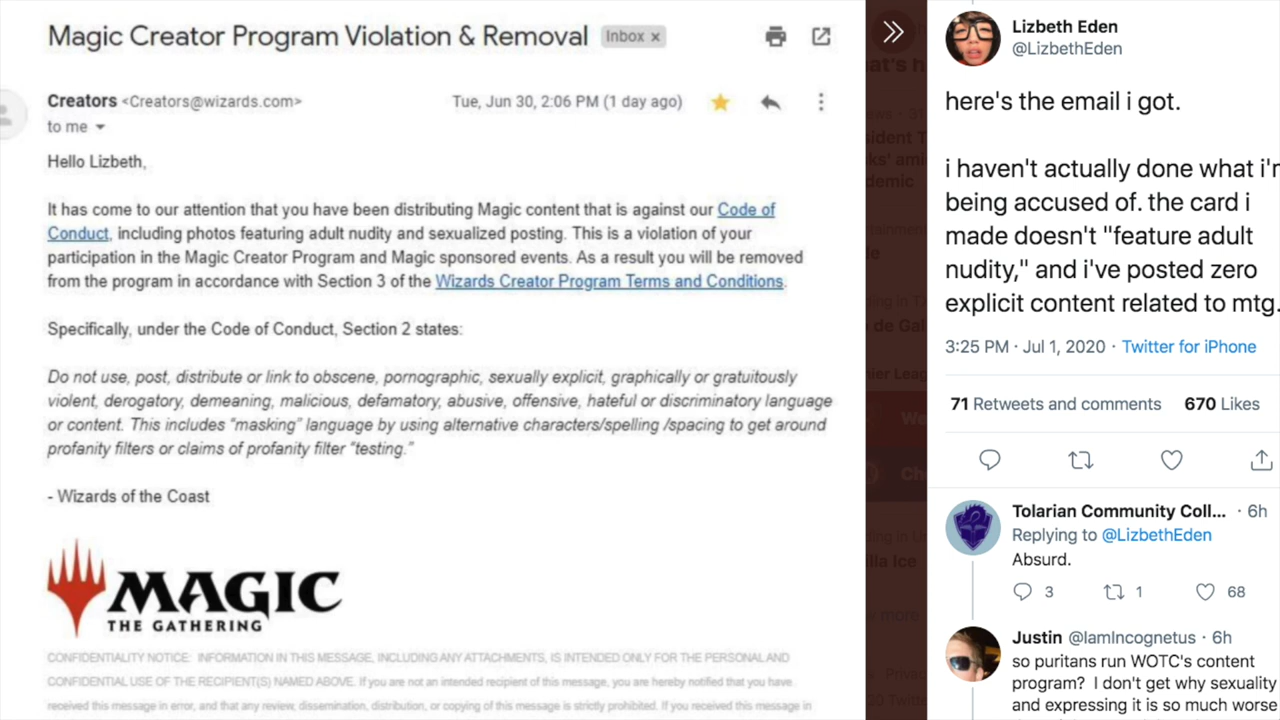 Magic Creator Program Violation & Removal Inbox ×
Creators <Creators@wizards.com> Tue, Jun 30, 2:06 PM (1 day ago)
to me
Hello Lizbeth,
It has come to our attention that you have been distributing Magic content that is against our Code of
Conduct, including photos featuring adult nudity and sexualized posting. This is a violation of your
participation in the Magic Creator Program and Magic sponsored events. As a result you will be removed
from the program in accordance with Section 3 of the Wizards Creator Program Terms and Conditions.
Specifically, under the Code of Conduct, Section 2 states:
Do not use, post, distribute or link to obscene, pornographic, sexually explicit, graphically or gratuitously
violent, derogatory, demeaning, malicious, defamatory, abusive, offensive, hateful or discriminatory language
or content. This includes "masking" language by using alternative characters/spelling /spacing to get around
profanity filters or claims of profanity filter "testing."
- Wizards of the Coast
MAGIC
THE GATHERING
CONFIDENTIALITY NOTICE: INFORMATION IN THIS MESSAGE, INCLUDING ANY ATTACHMENTS, IS INTENDED ONLY FOR THE PERSONAL AND
CONFIDENTIAL USE OF THE RECIPIENT(S) NAMED ABOVE. If you are not an intended recipient of this message, you are hereby notified that you have
received this message in error, and that any review, dissemination, distribution, or copying of this message is strictly prohibited. If you received this message in
Lizbeth Eden
@LizbethEden
here's the email i got.
i haven't actually done what i'm
being accused of. the card i
made doesn't "feature adult
nudity," and i've posted zero
explicit content related to mtg.
3:25 PM · Jul 1, 2020 · Twitter for iPhone
71 Retweets and comments 670 Likes
Tolarian Community Coll... · 6h
Replying to @LizbethEden
Absurd.
3 1 68
Justin @IamIncognetus · 6h
so puritans run WOTC's content
program? I don't get why sexuality
and expressing it is so much worse